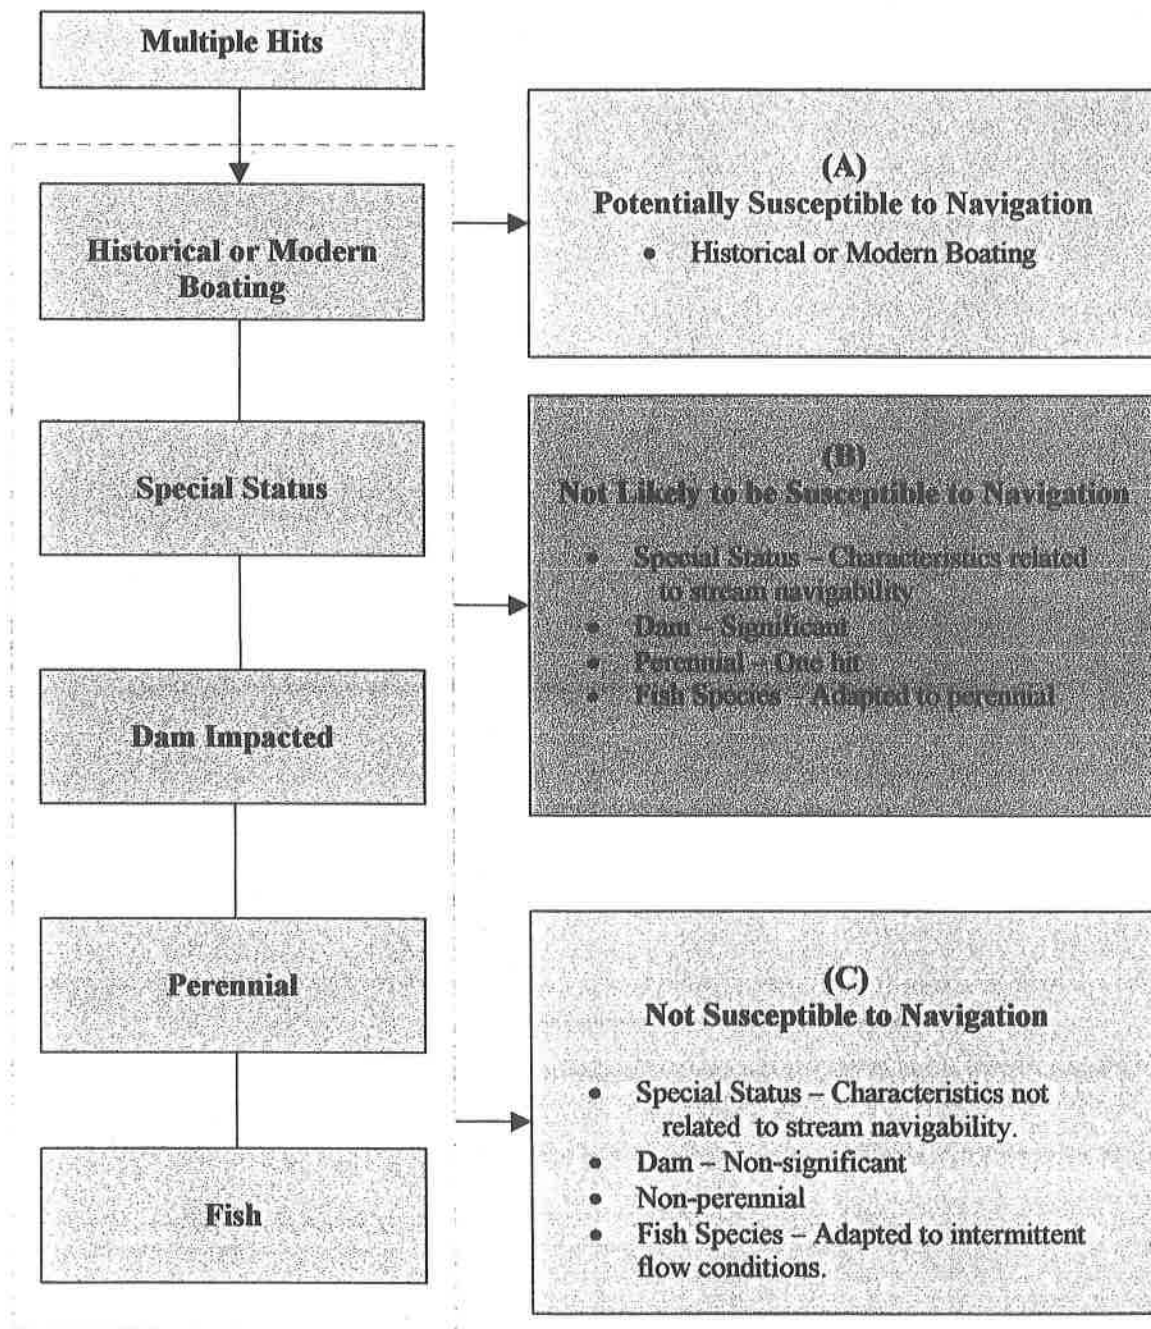 Multiple Hits
Historical or Modern
Boating
Special Status
Dam Impacted
Perennial
Fish
(A)
Potentially Susceptible to Navigation
• Historical or Modern Boating
(B)
Not Likely to be Susceptible to Navigation
• Special Status – Characteristics related
to stream navigability
• Dam – Significant
• Perennial – One hit
• Fish Species – Adapted to perennial
(C)
Not Susceptible to Navigation
• Special Status – Characteristics not
related to stream navigability.
• Dam – Non-significant
• Non-perennial
• Fish Species – Adapted to intermittent
flow conditions.